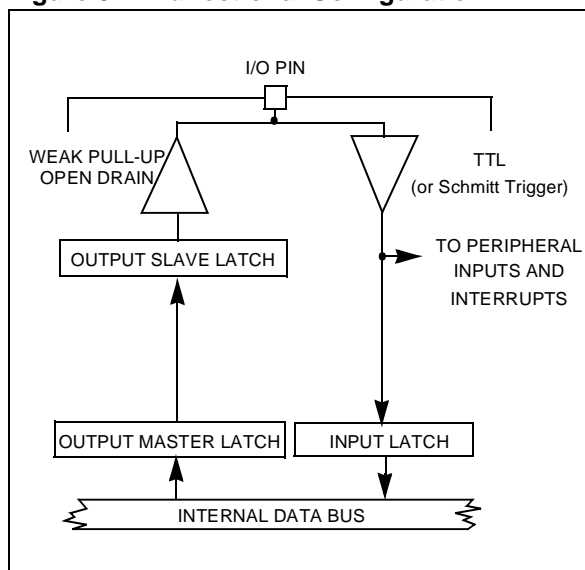 I/O PIN
WEAK PULL-UP
OPEN DRAIN
TTL
(or Schmitt Trigger)
OUTPUT SLAVE LATCH
TO PERIPHERAL
INPUTS AND
INTERRUPTS
OUTPUT MASTER LATCH
INPUT LATCH
INTERNAL DATA BUS